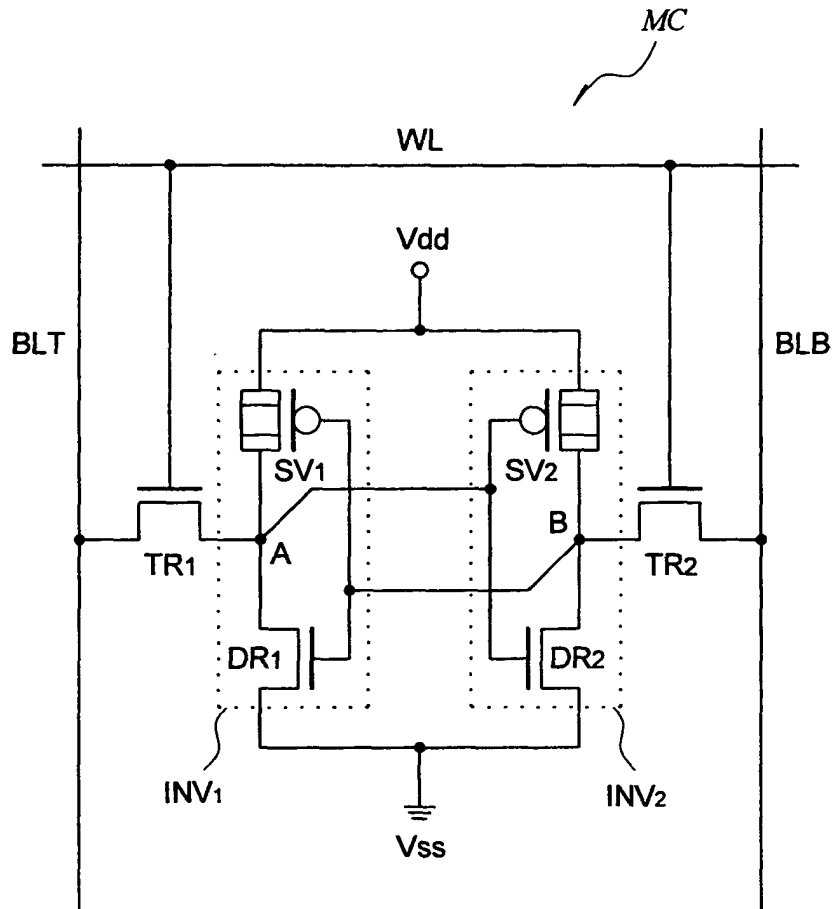 MC
WL
Vdd
BLT
BLB
SV1
SV2
A
B
TR1
TR2
DR1
DR2
INV1
INV2
Vss